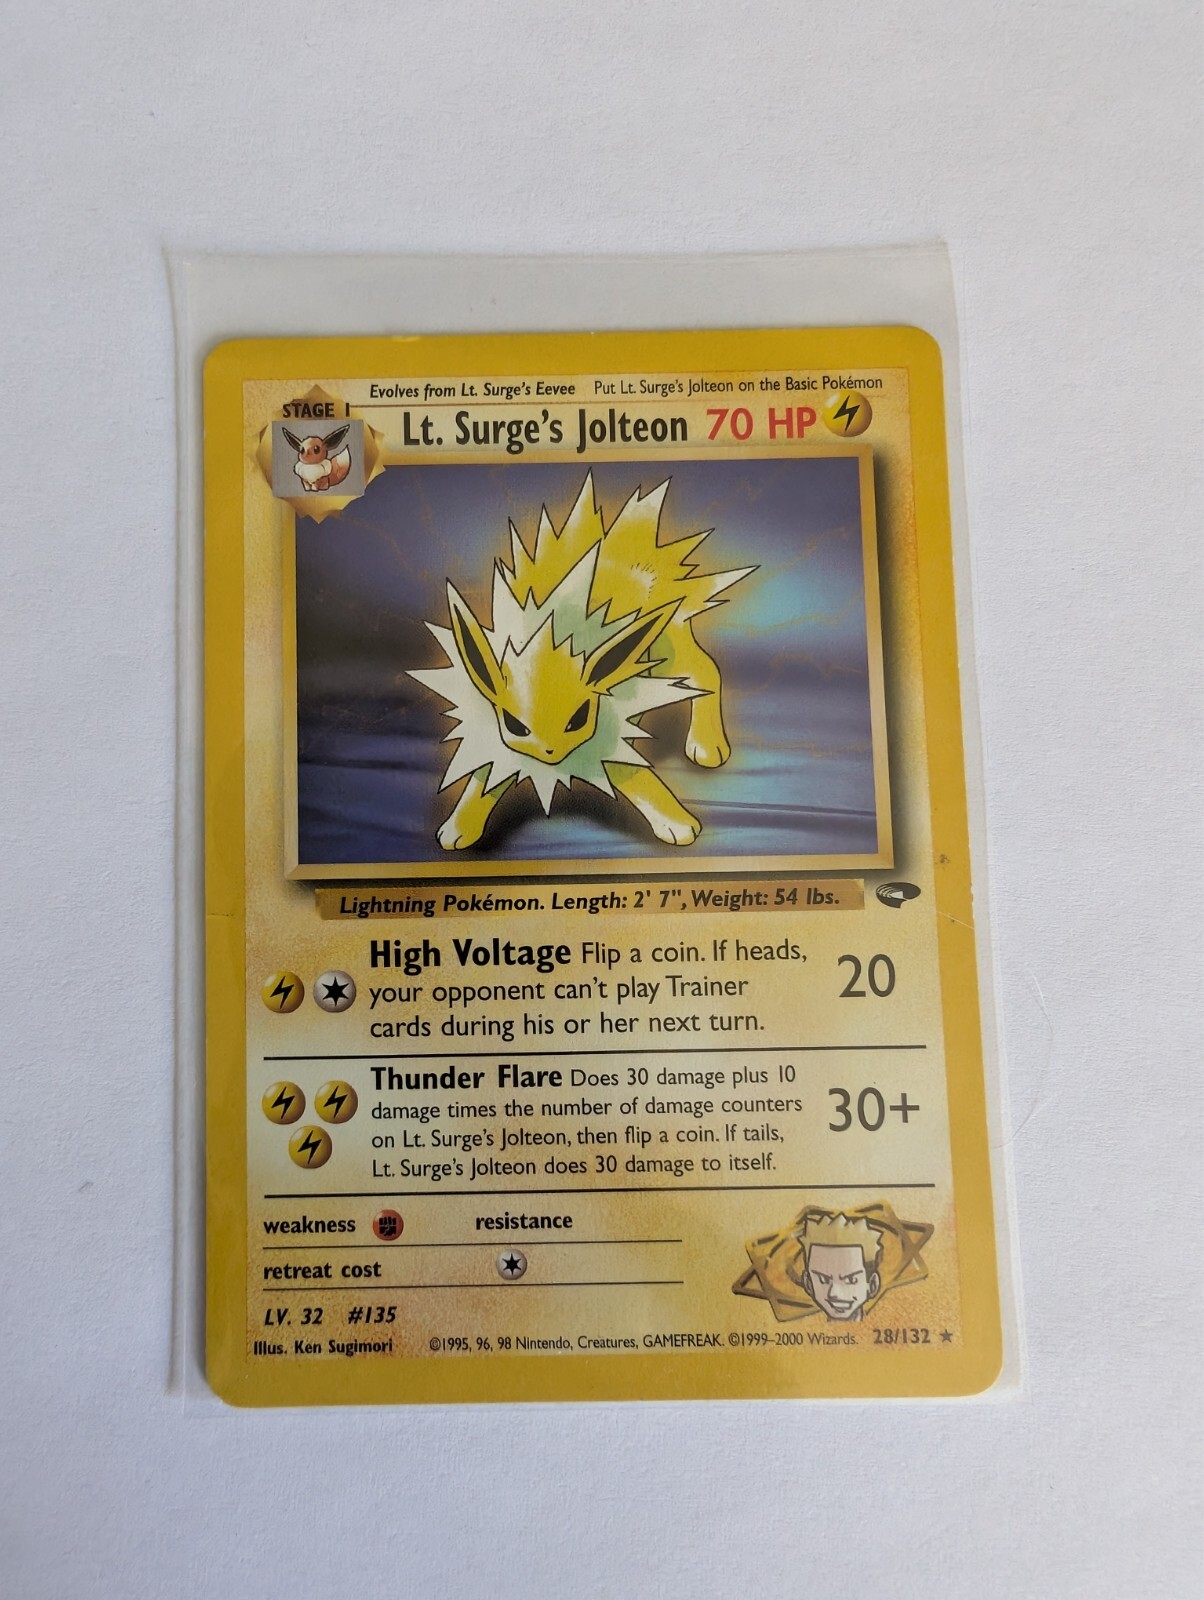 Evolves from Lt. Surge's Eevee Put Lt. Surge's Jolteon on the Basic Pokémon
STAGE 1
Lt. Surge's Jolteon 70 HP
Lightning Pokémon. Length: 2' 7", Weight: 54 lbs.
High Voltage Flip a coin. If heads,
your opponent can't play Trainer
cards during his or her next turn.
20
Thunder Flare Does 30 damage plus 10
damage times the number of damage counters
on Lt. Surge's Jolteon, then flip a coin. If tails,
Lt. Surge's Jolteon does 30 damage to itself.
30+
weakness resistance
retreat cost
LV. 32 #135
Illus. Ken Sugimori ©1995, 96, 98 Nintendo, Creatures, GAMEFREAK. ©1999–2000 Wizards. 28/132 ★